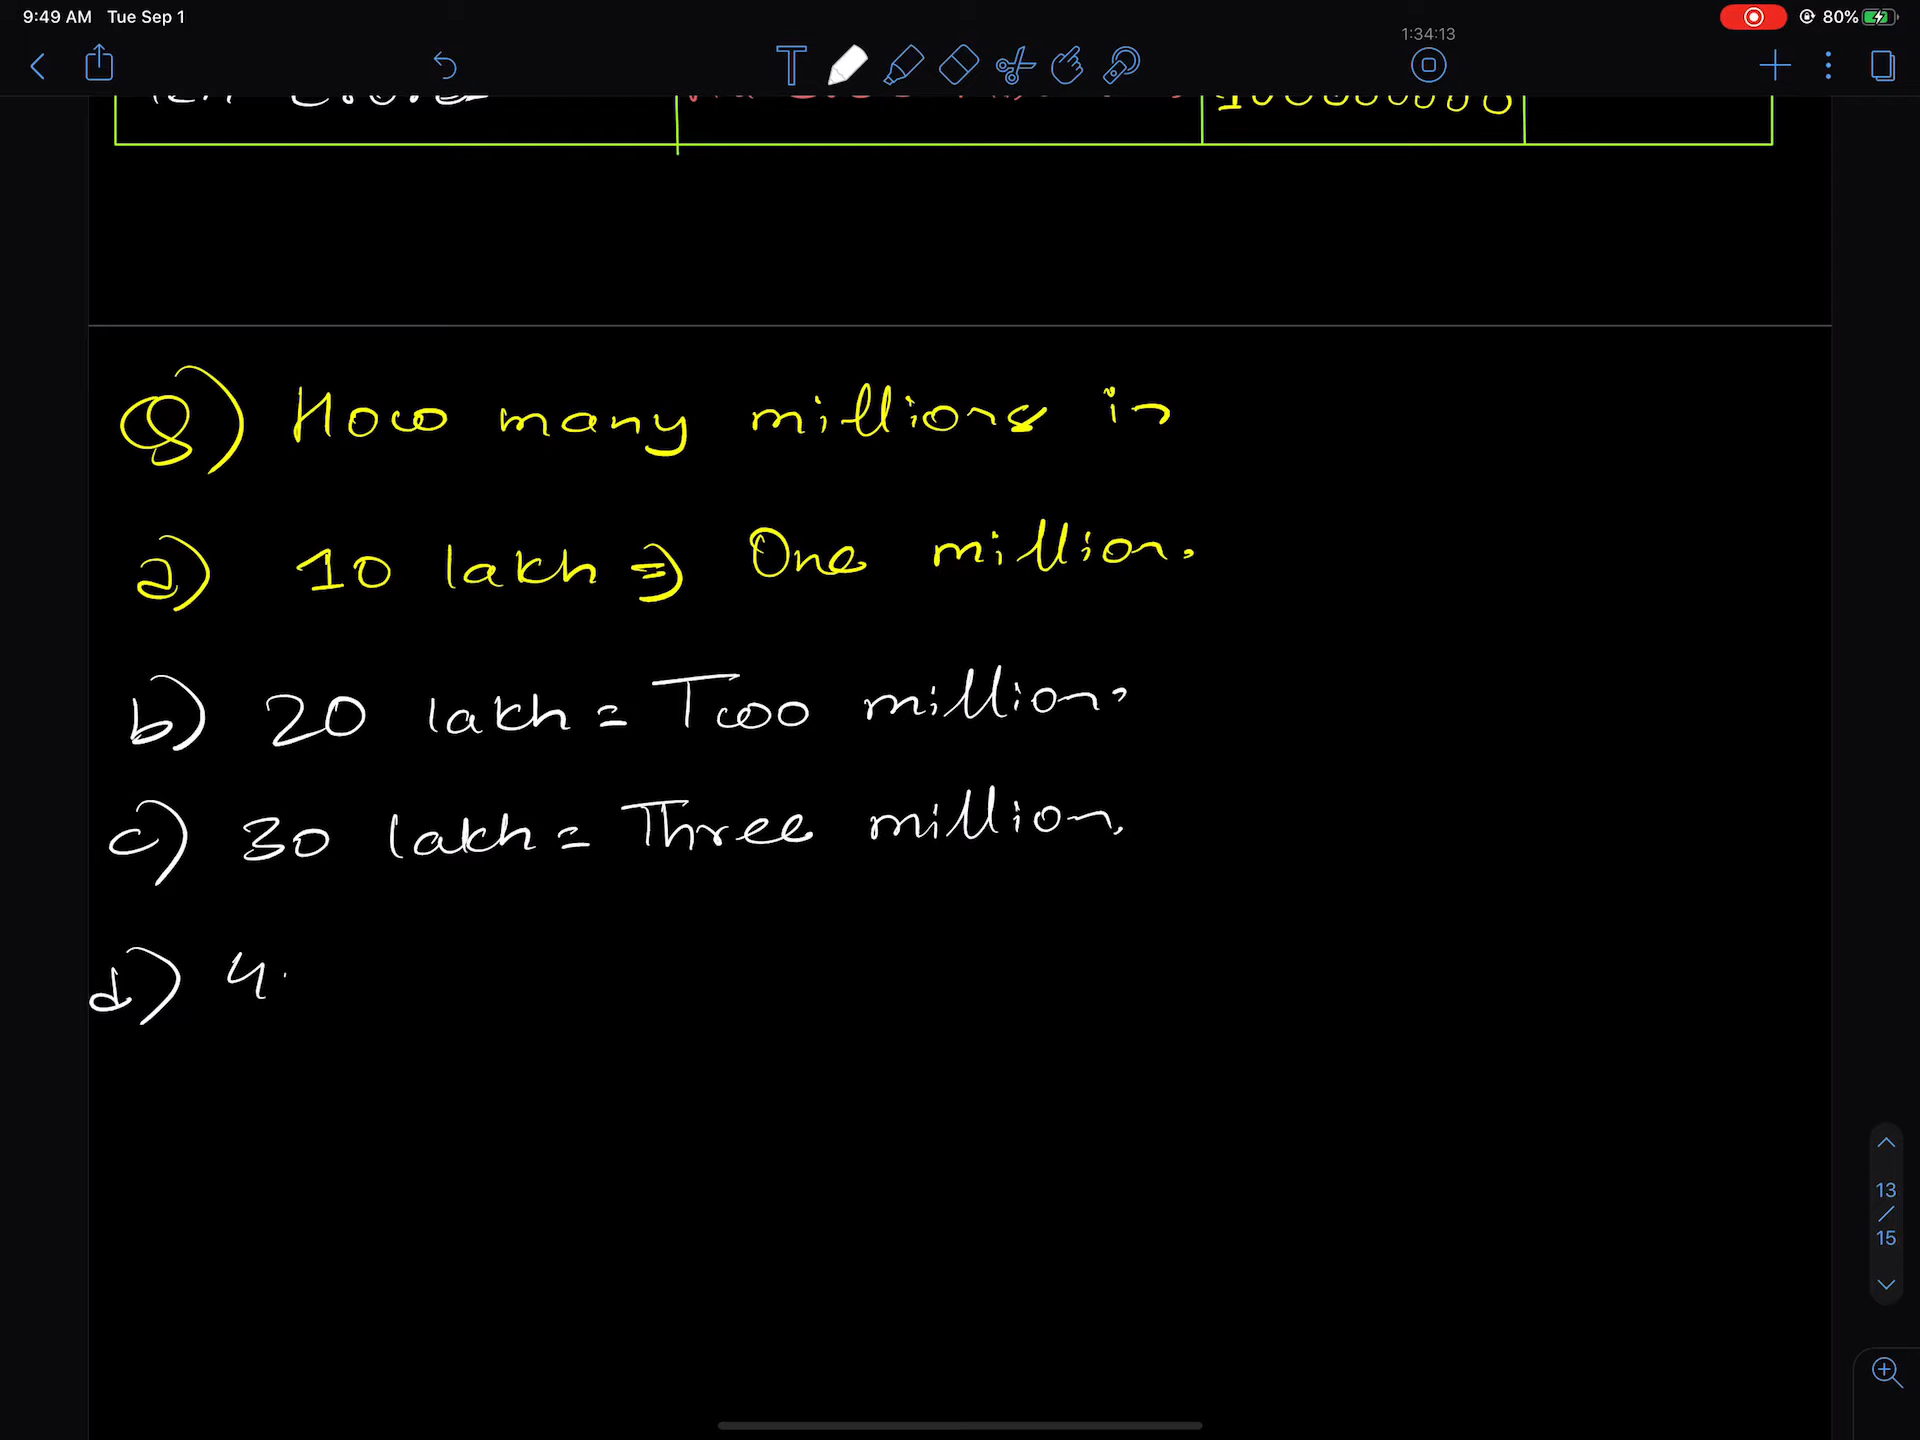 9:49 AM Tue Sep 1
80%
1:34:13
100000000
Q) How many millions in
a) 10 lakh ⇒ One million.
b) 20 lakh = Two million.
c) 30 lakh = Three million.
d) 4
13
/
15